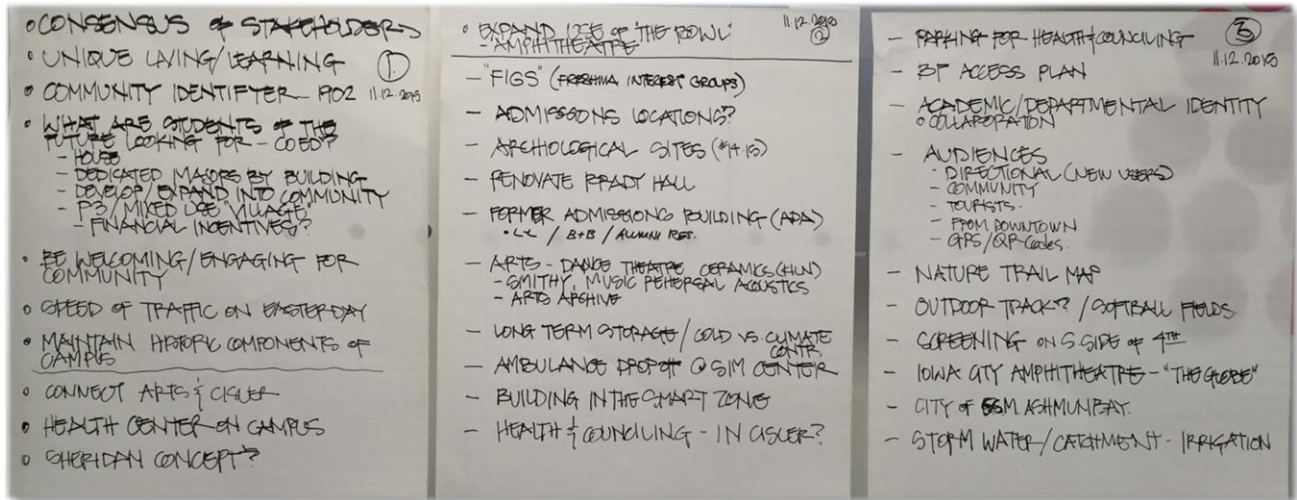 • CONSENSUS of STAKEHOLDERS
• UNIQUE LIVING/LEARNING
1.
• COMMUNITY IDENTIFYER - 1902
11.12.2015
• WHAT ARE STUDENTS of THE
FUTURE LOOKING FOR - COED?
- HOUSE
- DEDICATED MAJORS BY BUILDING
- DEVELOP/EXPAND INTO COMMUNITY
- P3/MIXED USE "VILLAGE"
- FINANCIAL INCENTIVES?
• BE WELCOMING/ENGAGING FOR
COMMUNITY
• SPEED OF TRAFFIC ON EASTERDAY
• MAINTAIN HISTORIC COMPONENTS OF
CAMPUS
• CONNECT ARTS & CISLER
• HEALTH CENTER ON CAMPUS
• SHERIDAN CONCEPT?
• EXPAND USE OF 'THE BOWL'
- AMPHITHEATRE
11.12.2015
2
- "FIGS" (FRESHMA INTEREST GROUPS)
- ADMISSIONS LOCATIONS?
- ARCHIOLOGICAL SITES (#14.15)
- RENOVATE BRADY HALL
- FORMER ADMISSIONS BUILDING (ADA)
• LL / B+B / ALUMNI RES.
- ARTS - DANCE THEATRE CERAMICS (KILN)
- SMITHY, MUSIC REHERSAL ACOUSTICS
- ARTS ARCHIVE
- LONG TERM STORAGE / COLD VS CLIMATE
CONTR.
- AMBULANCE DROPOFF @ SIM CENTER
- BUILDING IN THE SMART ZONE
- HEALTH & COUNCILING - IN CISLER?
- PARKING FOR HEALTH & COUNCILING
3
11.12.2015
- BF ACCESS PLAN
- ACADEMIC/DEPARTMENTAL IDENTITY
• COLLABORATION
- AUDIENCES
- DIRECTIONAL (NEW USERS)
- COMMUNITY
- TOURISTS
- FROM DOWNTOWN
- GPS/QR Codes
- NATURE TRAIL MAP
- OUTDOOR TRACK? / SOFTBALL FIELDS
- SCREENING ON S SIDE OF 4TH
- IOWA CITY AMPHITHEATRE - "THE GLOBE"
- CITY of SSM ASHMUN BAY.
- STORM WATER/CATCHMENT - IRRIGATION